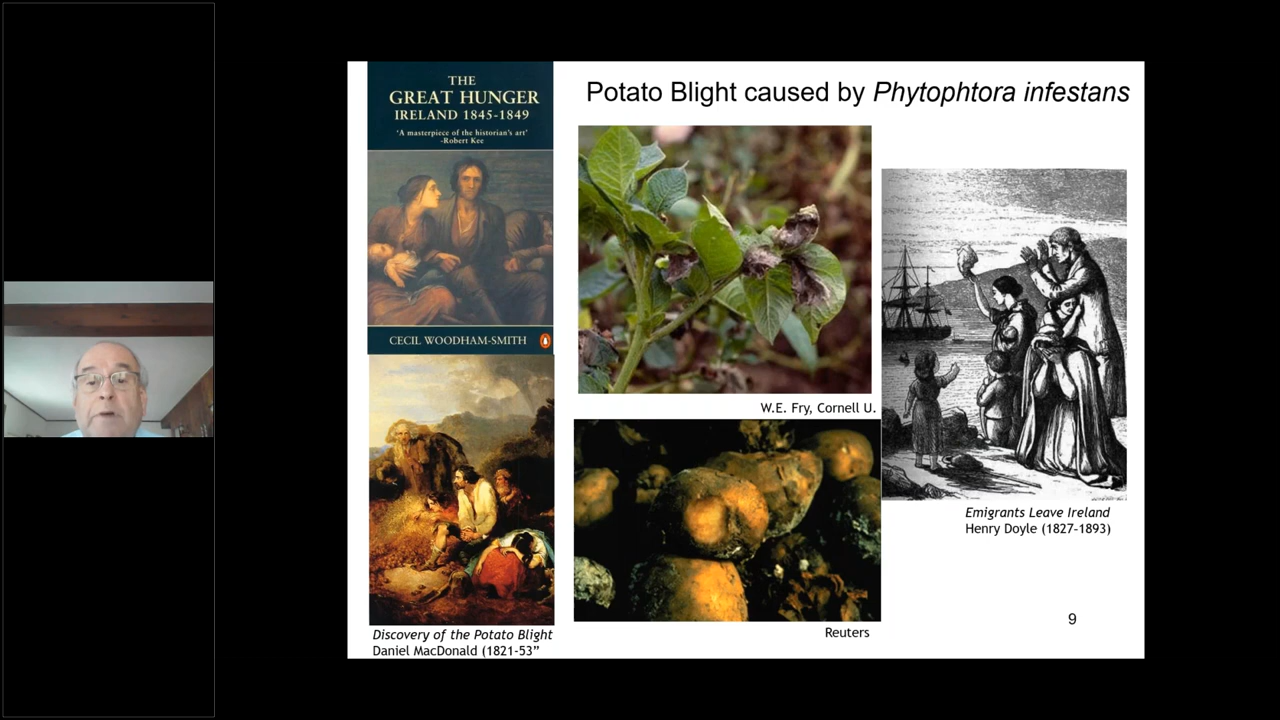 THE
GREAT HUNGER
IRELAND 1845-1849
'A masterpiece of the historian's art'
-Robert Kee
CECIL WOODHAM-SMITH
Discovery of the Potato Blight
Daniel MacDonald (1821-53”
Potato Blight caused by Phytophtora infestans
W.E. Fry, Cornell U.
Reuters
Emigrants Leave Ireland
Henry Doyle (1827-1893)
9